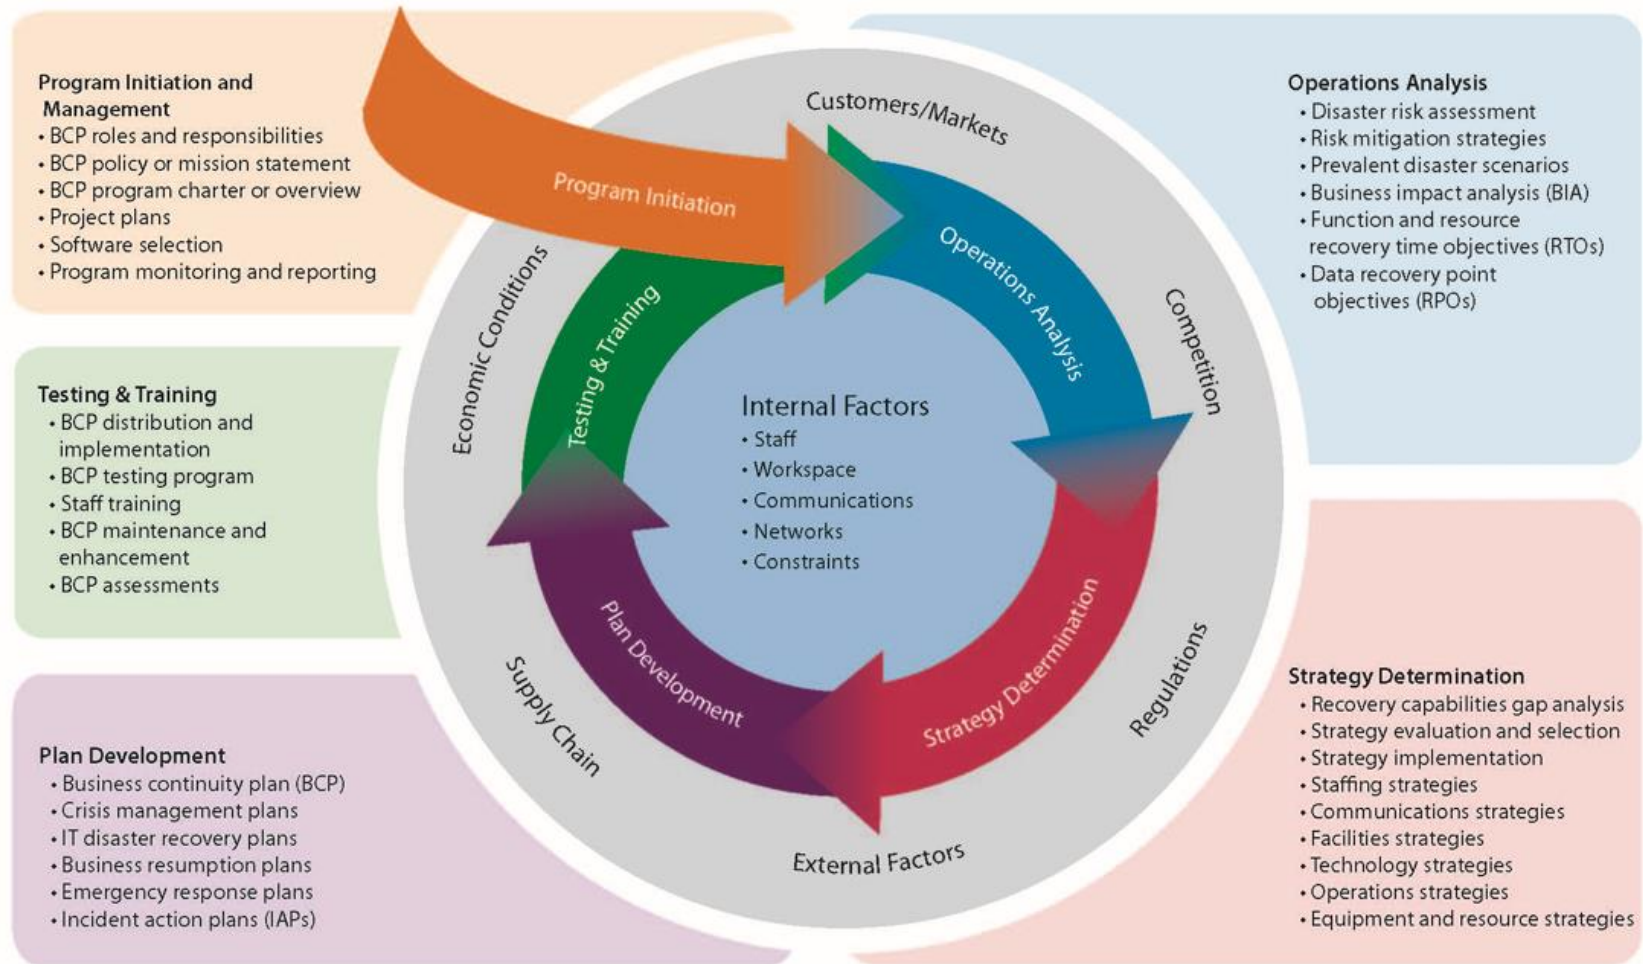 Program Initiation and
Management
• BCP roles and responsibilities
• BCP policy or mission statement
• BCP program charter or overview
• Project plans
• Software selection
• Program monitoring and reporting
Testing & Training
• BCP distribution and
implementation
• BCP testing program
• Staff training
• BCP maintenance and
enhancement
• BCP assessments
Plan Development
• Business continuity plan (BCP)
• Crisis management plans
• IT disaster recovery plans
• Business resumption plans
• Emergency response plans
• Incident action plans (IAPs)
Customers/Markets
Competition
Regulations
External Factors
Supply Chain
Economic Conditions
Program Initiation
Operations Analysis
Strategy Determination
Plan Development
Testing & Training
Internal Factors
• Staff
• Workspace
• Communications
• Networks
• Constraints
Operations Analysis
• Disaster risk assessment
• Risk mitigation strategies
• Prevalent disaster scenarios
• Business impact analysis (BIA)
• Function and resource
recovery time objectives (RTOs)
• Data recovery point
objectives (RPOs)
Strategy Determination
• Recovery capabilities gap analysis
• Strategy evaluation and selection
• Strategy implementation
• Staffing strategies
• Communications strategies
• Facilities strategies
• Technology strategies
• Operations strategies
• Equipment and resource strategies